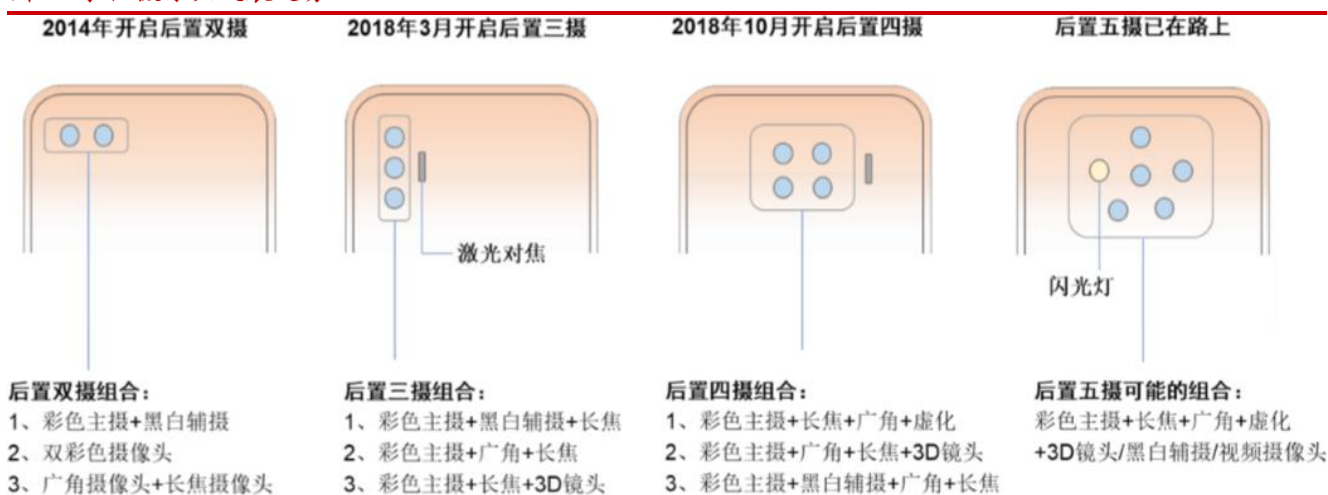 2014年开启后置双摄
2018年3月开启后置三摄
2018年10月开启后置四摄
后置五摄已在路上
激光对焦
闪光灯
后置双摄组合：
1、彩色主摄+黑白辅摄
2、双彩色摄像头
3、广角摄像头+长焦摄像头
后置三摄组合：
1、彩色主摄+黑白辅摄+长焦
2、彩色主摄+广角+长焦
3、彩色主摄+长焦+3D镜头
后置四摄组合：
1、彩色主摄+长焦+广角+虚化
2、彩色主摄+广角+长焦+3D镜头
3、彩色主摄+黑白辅摄+广角+长焦
后置五摄可能的组合：
彩色主摄+长焦+广角+虚化
+3D镜头/黑白辅摄/视频摄像头